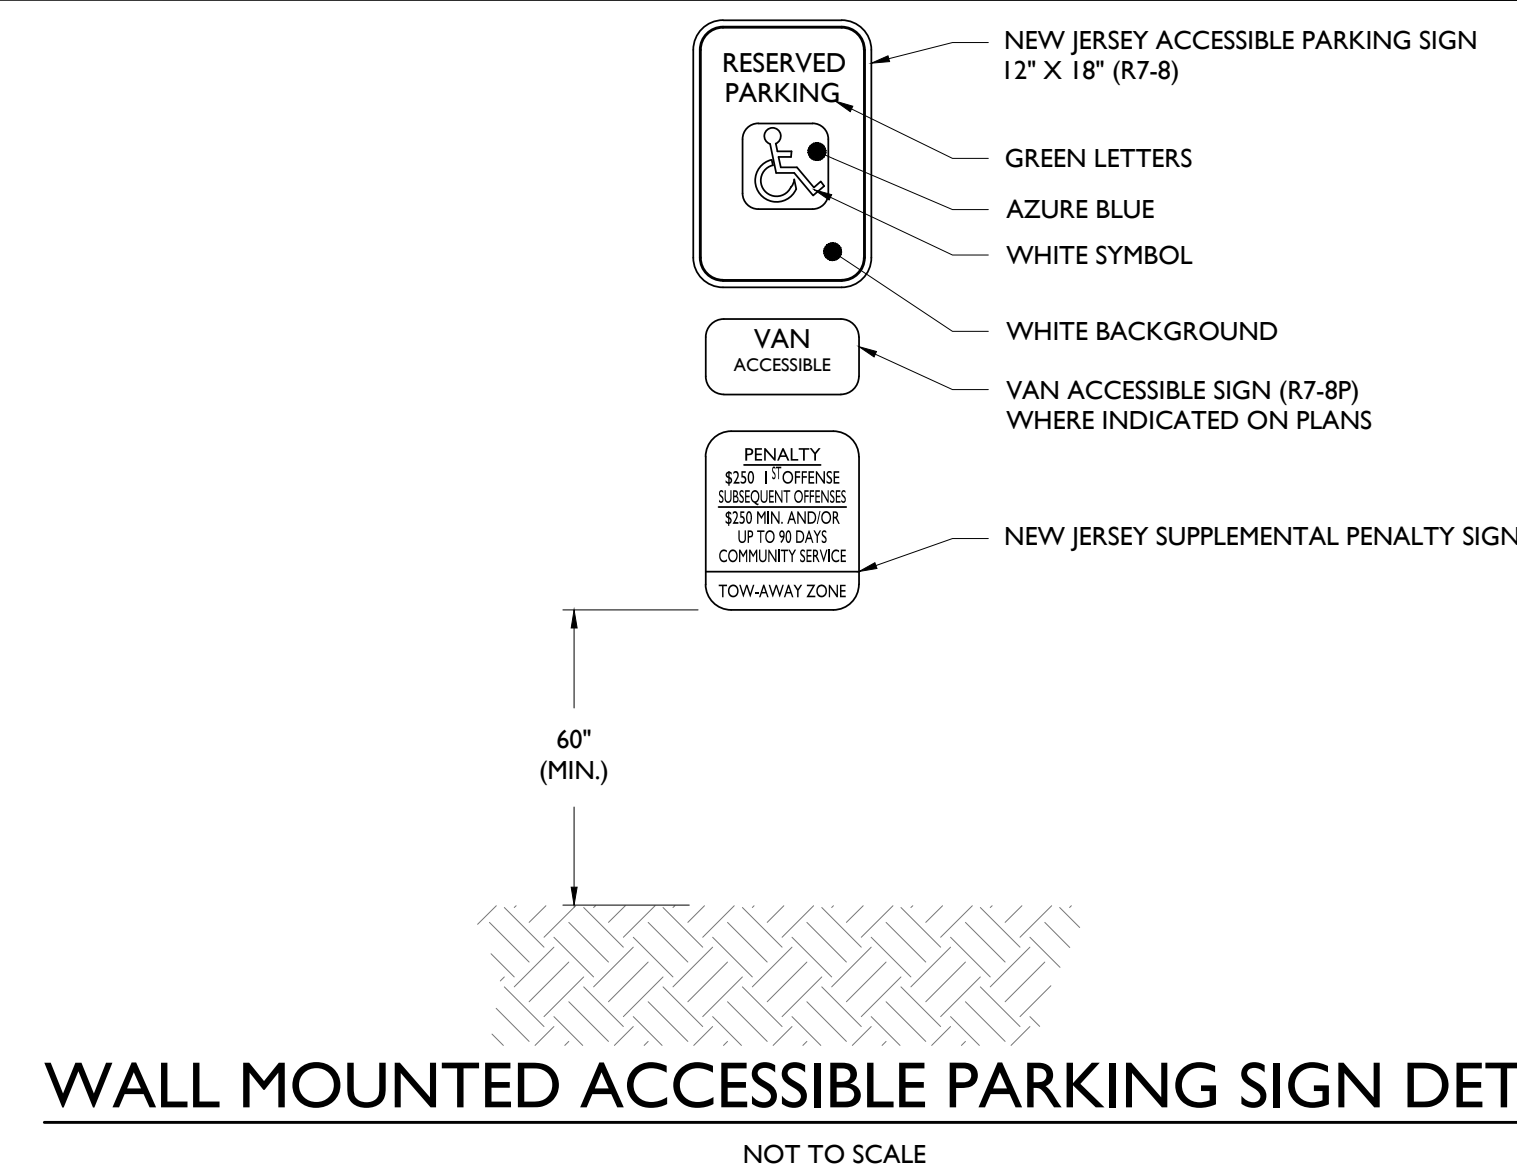 RESERVED
PARKING
NEW JERSEY ACCESSIBLE PARKING SIGN
12" X 18" (R7-8)
GREEN LETTERS
AZURE BLUE
WHITE SYMBOL
WHITE BACKGROUND
VAN
ACCESSIBLE
VAN ACCESSIBLE SIGN (R7-8P)
WHERE INDICATED ON PLANS
PENALTY
$250 1ST OFFENSE
SUBSEQUENT OFFENSES
$250 MIN. AND/OR
UP TO 90 DAYS
COMMUNITY SERVICE
TOW-AWAY ZONE
NEW JERSEY SUPPLEMENTAL PENALTY SIGN
60"
(MIN.)
WALL MOUNTED ACCESSIBLE PARKING SIGN DET
NOT TO SCALE